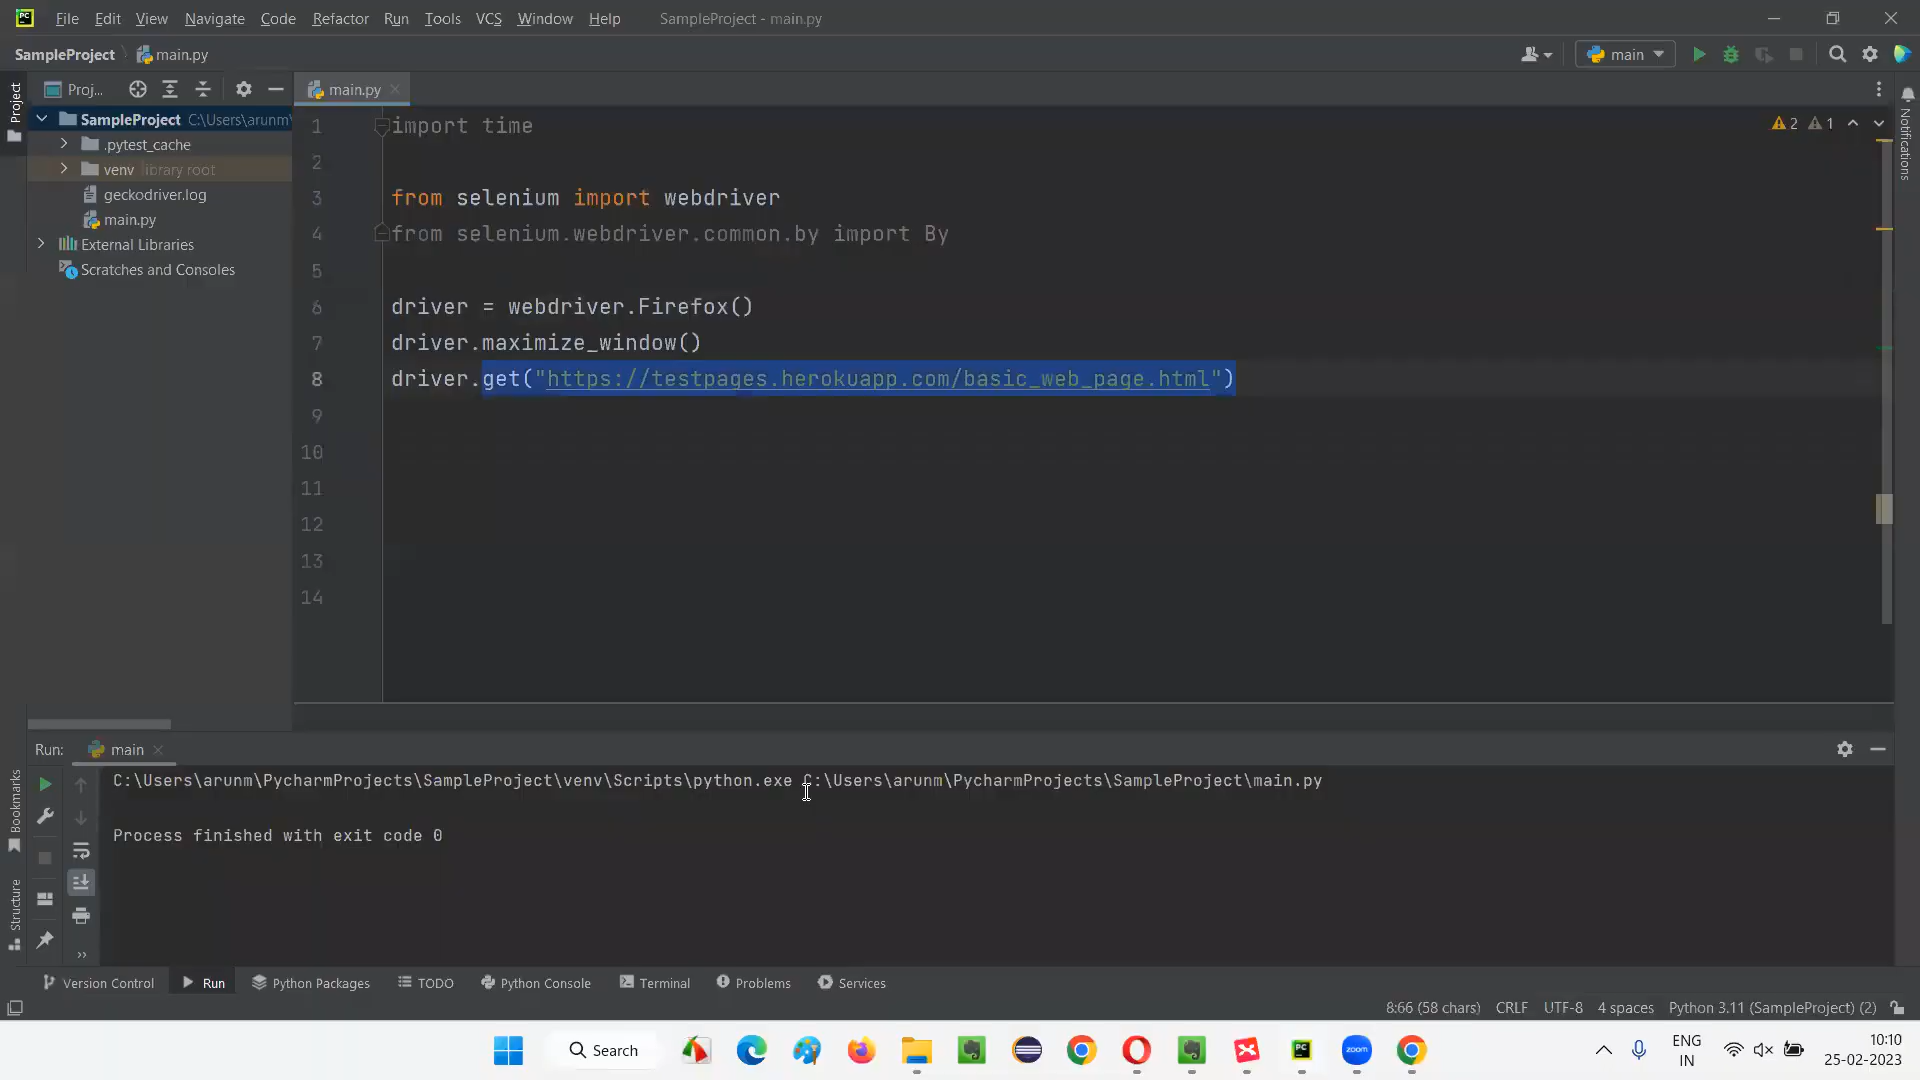 File Edit View Navigate Code Refactor Run Tools VCS Window Help SampleProject - main.py
SampleProject main.py
main
Project
Proj...
main.py
SampleProject C:\Users\arunm\
.pytest_cache
venv library root
geckodriver.log
main.py
External Libraries
Scratches and Consoles
1 import time
2
3 from selenium import webdriver
4 from selenium.webdriver.common.by import By
5
6 driver = webdriver.Firefox()
7 driver.maximize_window()
8 driver.get("https://testpages.herokuapp.com/basic_web_page.html")
9
10
11
12
13
14
2 1
Notifications
Run: main
C:\Users\arunm\PycharmProjects\SampleProject\venv\Scripts\python.exe C:\Users\arunm\PycharmProjects\SampleProject\main.py
Process finished with exit code 0
Bookmarks
Structure
Version Control Run Python Packages TODO Python Console Terminal Problems Services
8:66 (58 chars) CRLF UTF-8 4 spaces Python 3.11 (SampleProject) (2)
Search
zoom
ENG
IN
10:10
25-02-2023